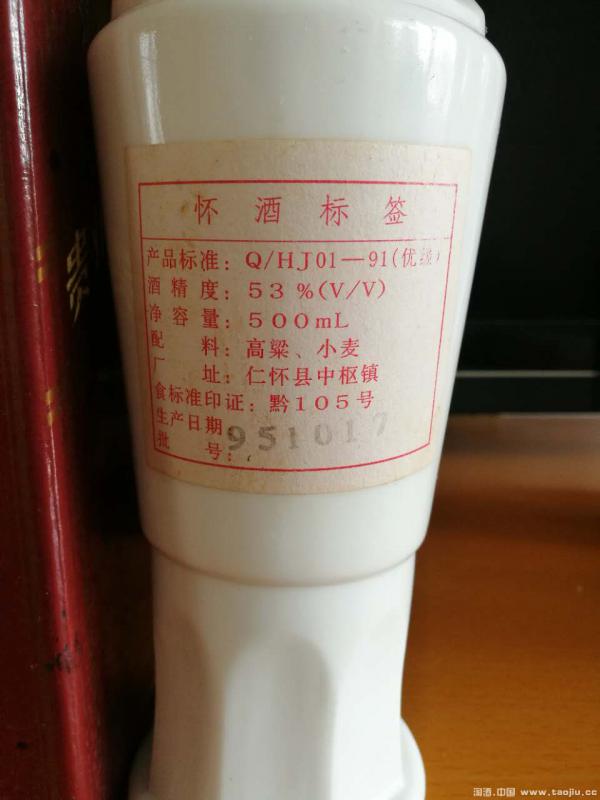 怀酒标签
产品标准：Q/HJ01—91(优级)
酒精度：53%(V/V)
净容量：500mL
配料：高粱、小麦
厂址：仁怀县中枢镇
食标准印证：黔105号
生产日期
批号：
951017
贵
淘酒.中国 www.taojiu.cc